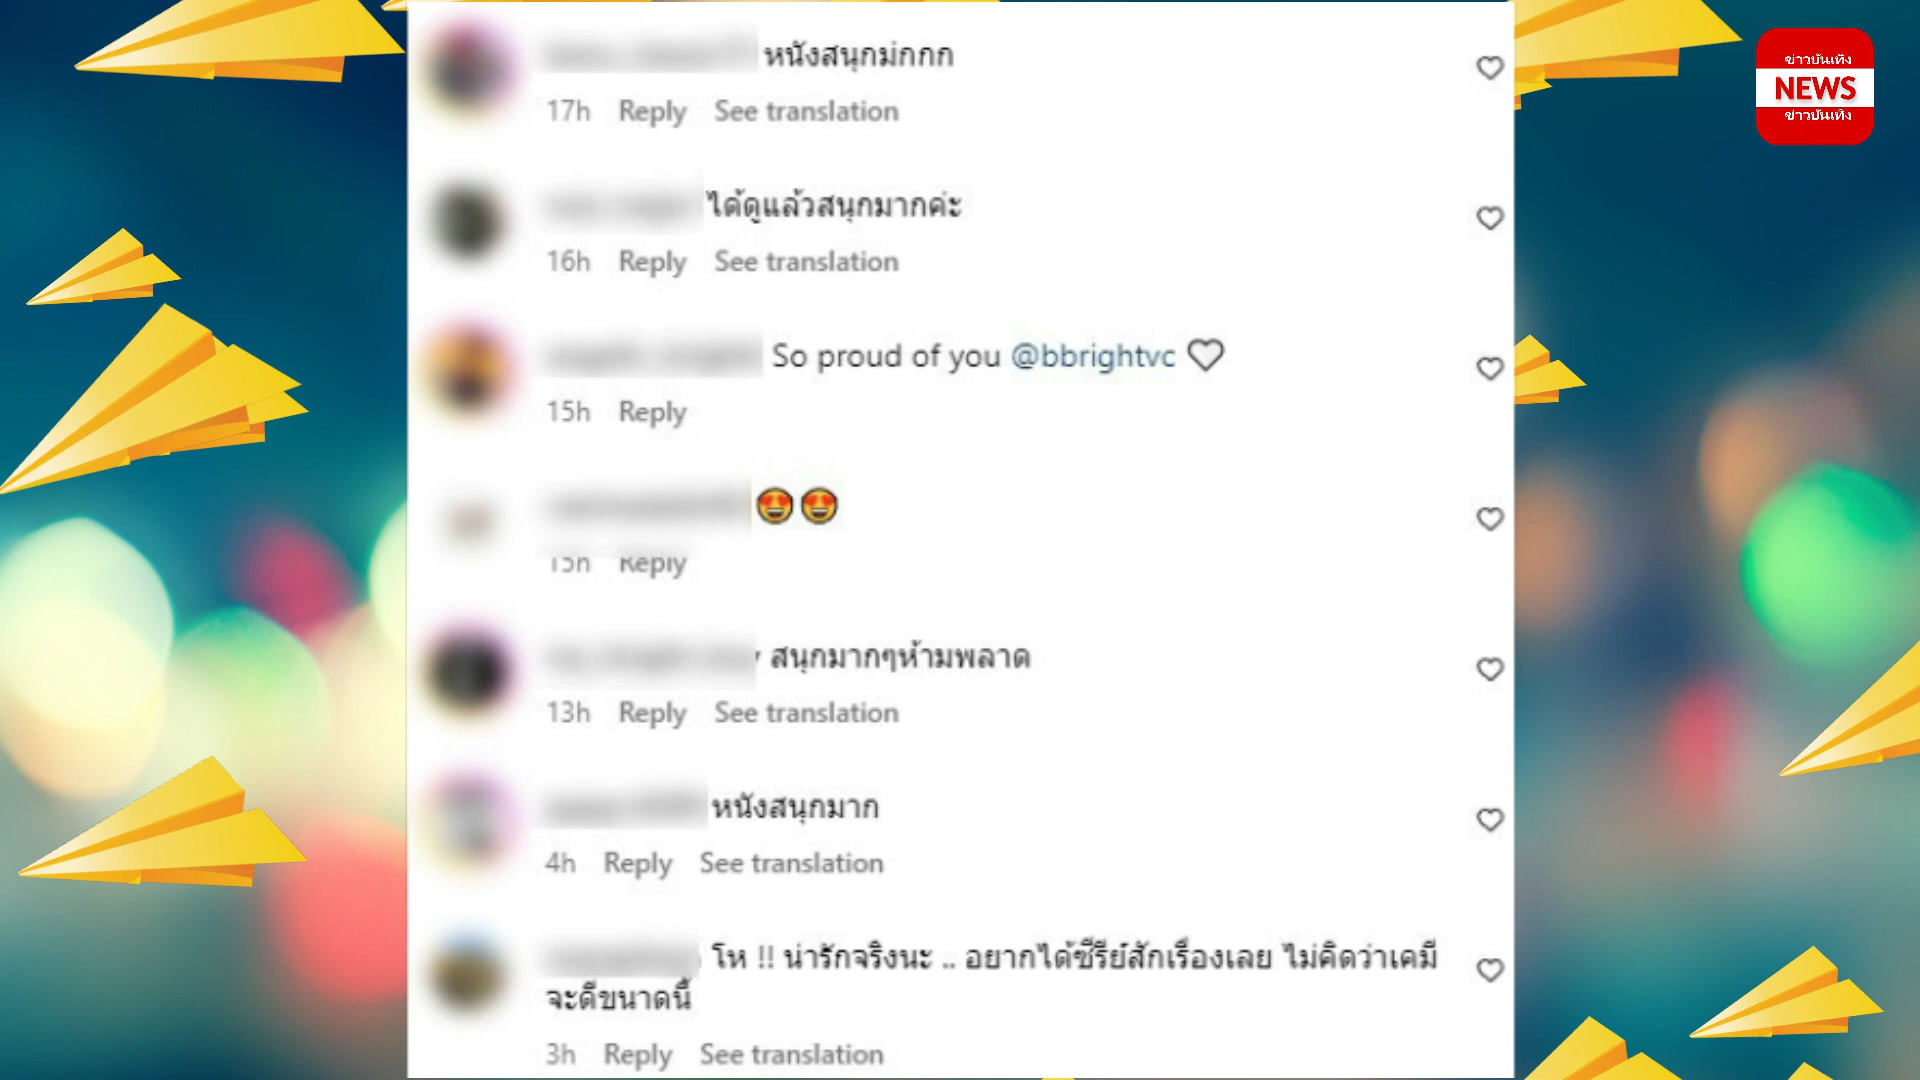 ข่าวบันเทิง
NEWS
ข่าวบันเทิง
หนังสนุกม่กกก
17h Reply See translation
ได้ดูแล้วสนุกมากค่ะ
16h Reply See translation
So proud of you @bbrightvc ♡
15h Reply
😍😍
15h Reply
สนุกมากๆห้ามพลาด
13h Reply See translation
หนังสนุกมาก
4h Reply See translation
โห !! น่ารักจริงนะ .. อยากได้ซีรีย์สักเรื่องเลย ไม่คิดว่าเคมี
จะดีขนาดนี้
3h Reply See translation